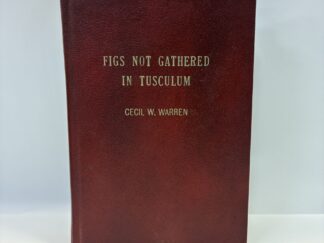 FIGS NOT GATHERED
IN TUSCULUM
CECIL W. WARREN